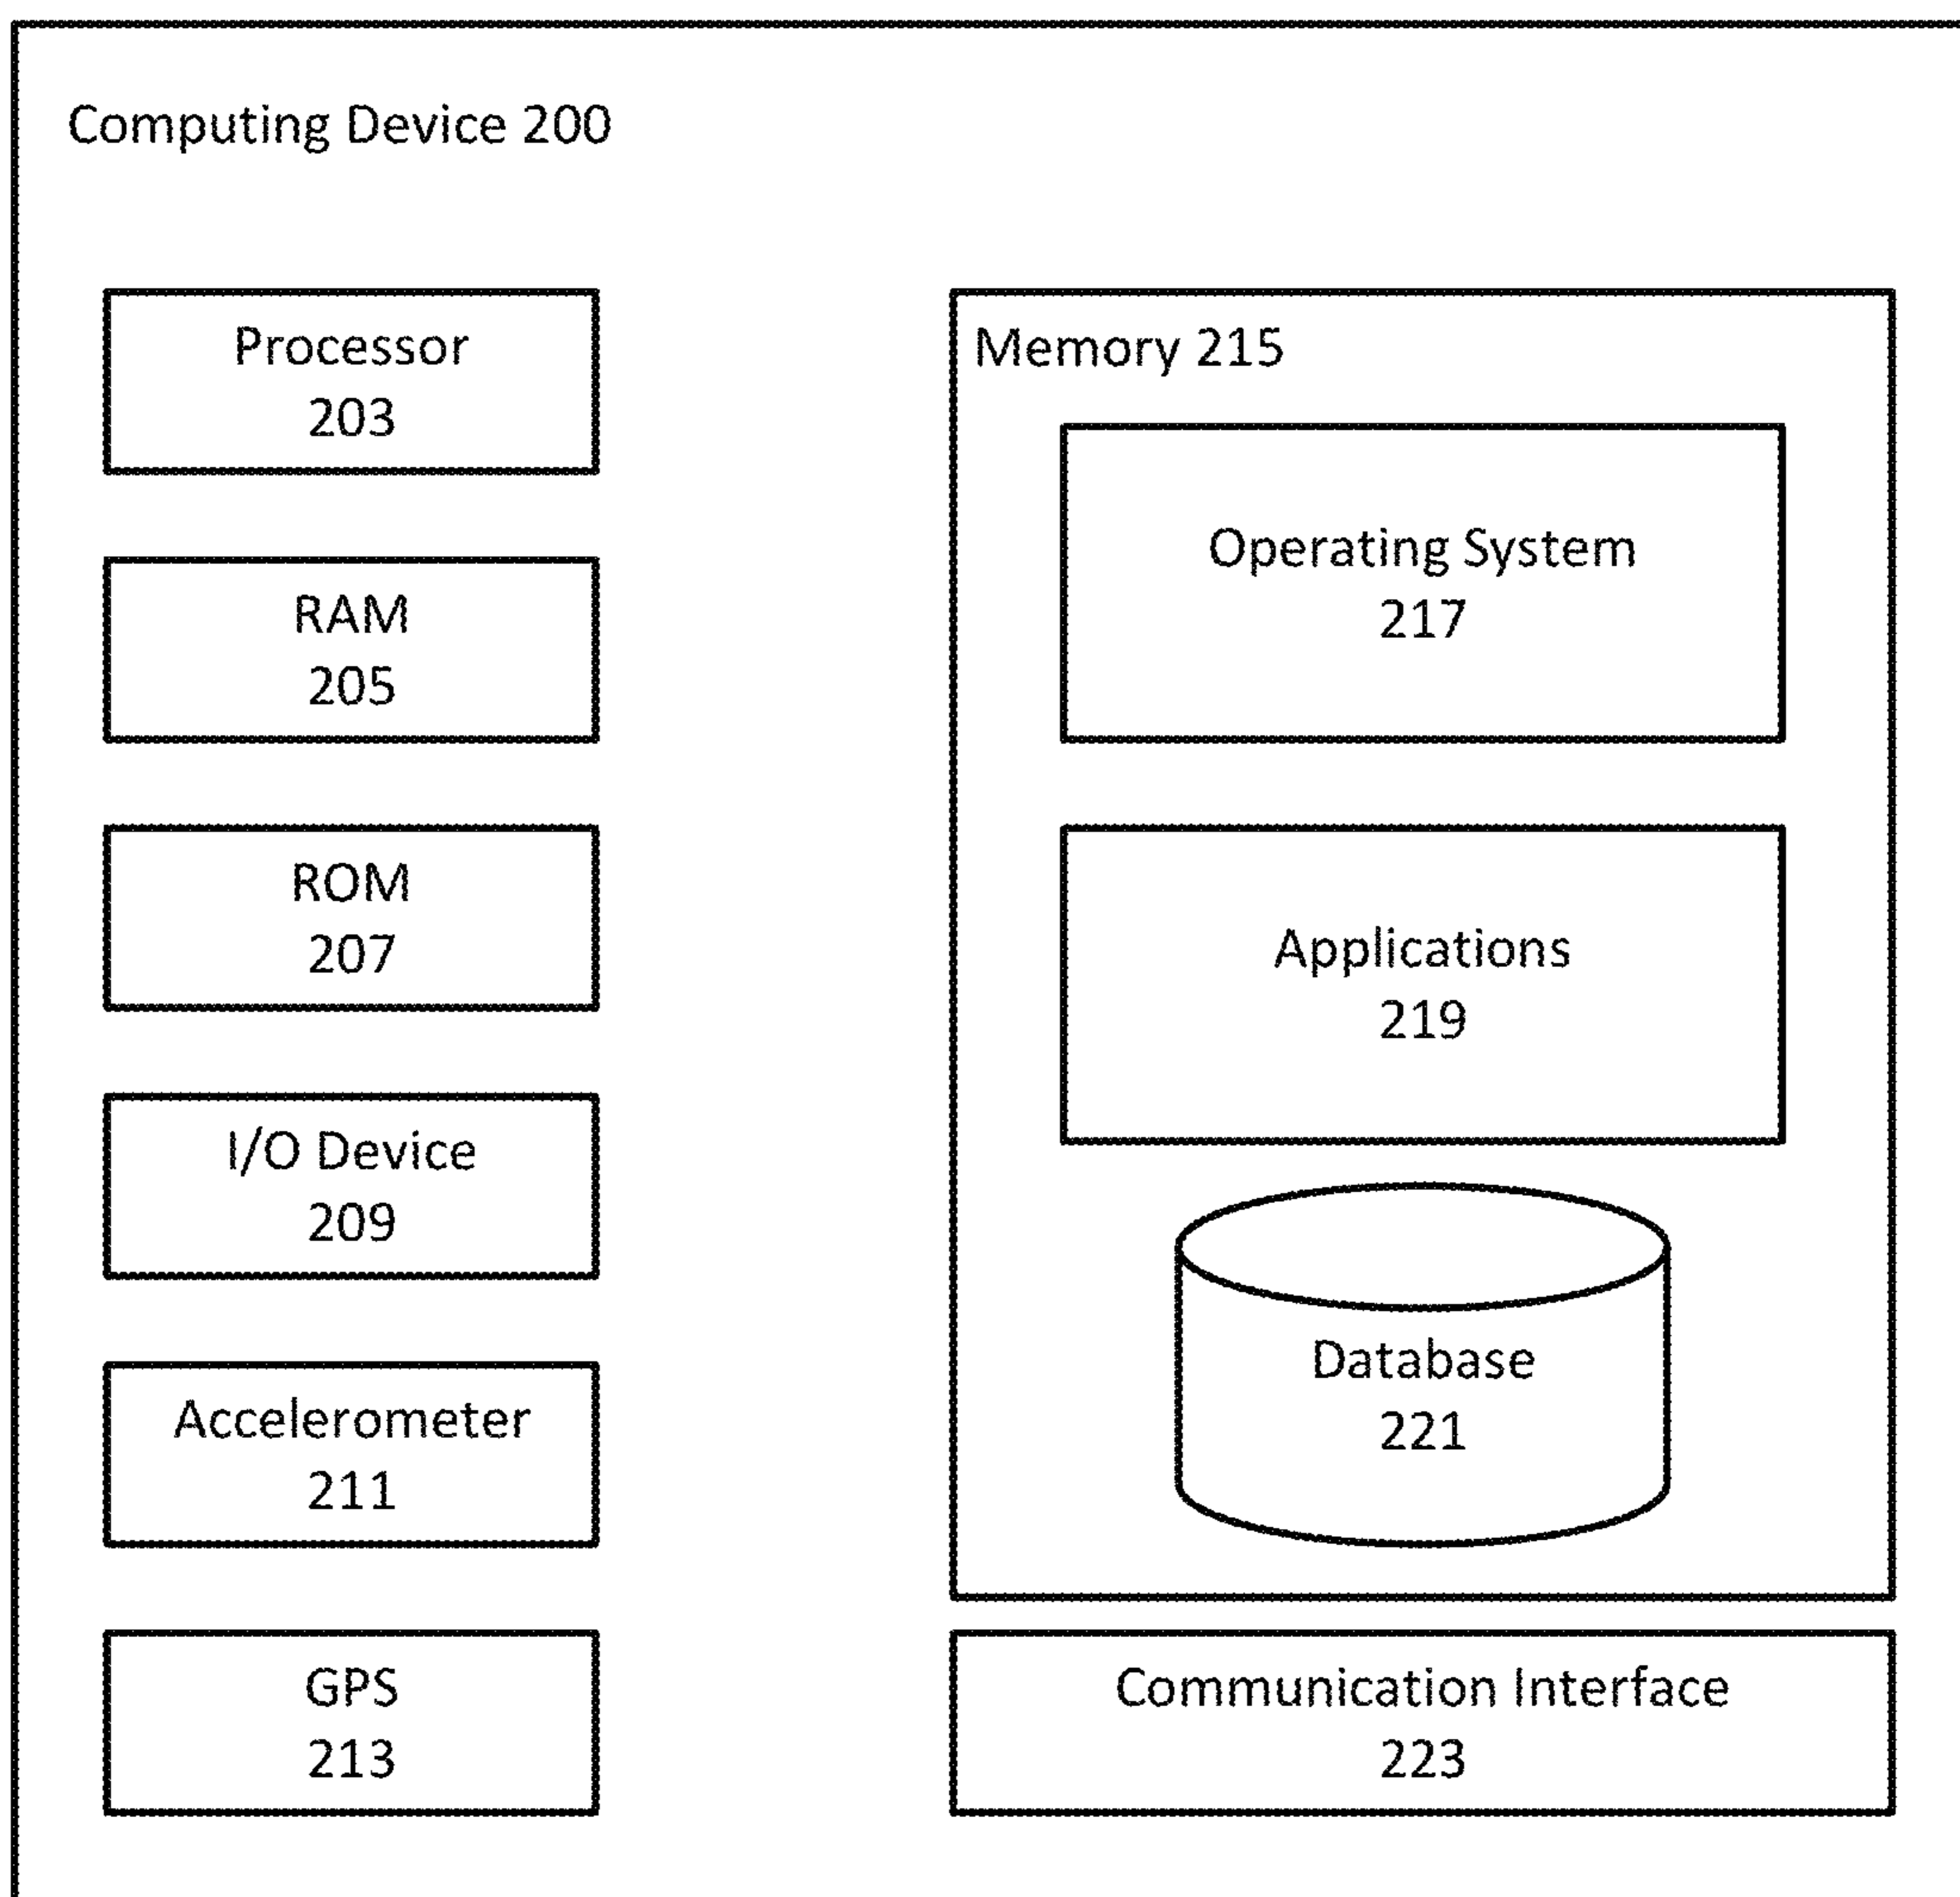 Computing Device 200
Processor
203
RAM
205
ROM
207
I/O Device
209
Accelerometer
211
GPS
213
Memory 215
Operating System
217
Applications
219
Database
221
Communication Interface
223